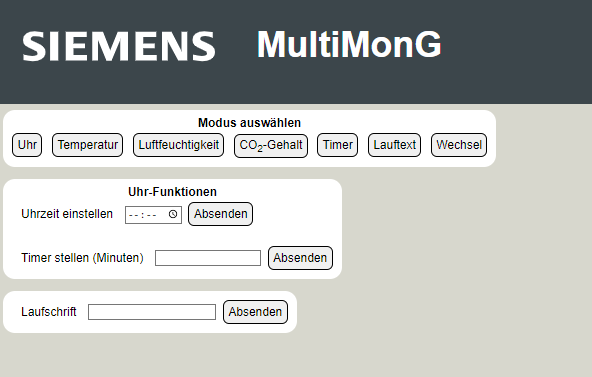 SIEMENS MultiMonG
Modus auswählen
Uhr Temperatur Luftfeuchtigkeit CO₂-Gehalt Timer Lauftext Wechsel
Uhr-Funktionen
Uhrzeit einstellen --:-- Absenden
Timer stellen (Minuten) Absenden
Laufschrift Absenden